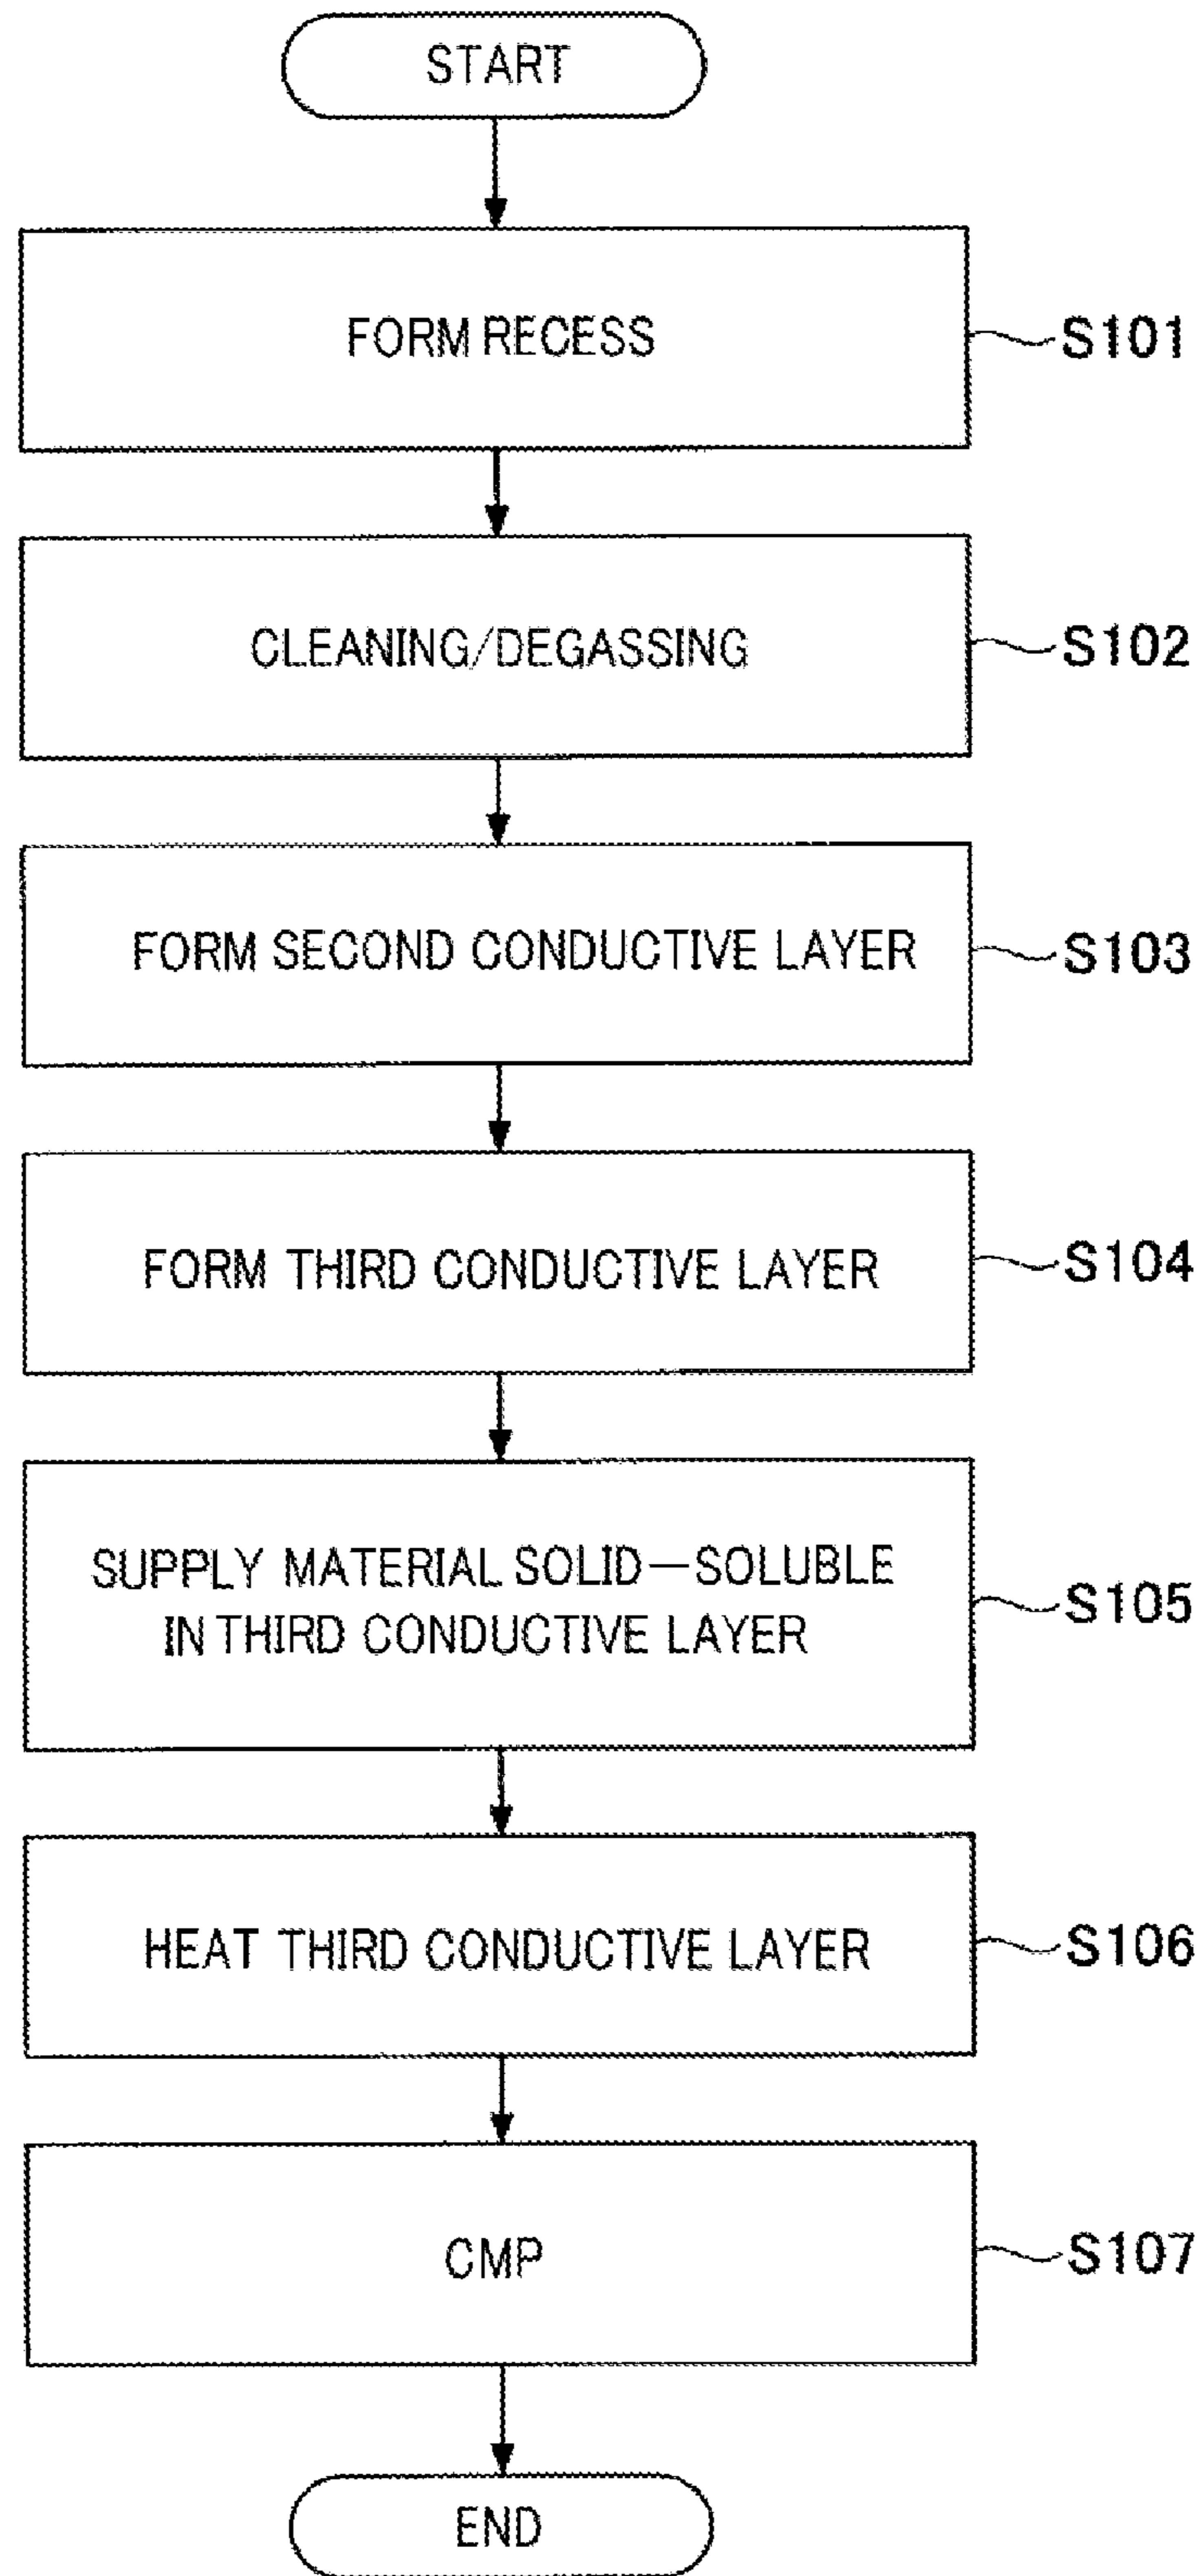 START
FORM RECESS
S101
CLEANING/DEGASSING
S102
FORM SECOND CONDUCTIVE LAYER
S103
FORM THIRD CONDUCTIVE LAYER
S104
SUPPLY MATERIAL SOLID-SOLUBLE
IN THIRD CONDUCTIVE LAYER
S105
HEAT THIRD CONDUCTIVE LAYER
S106
CMP
S107
END